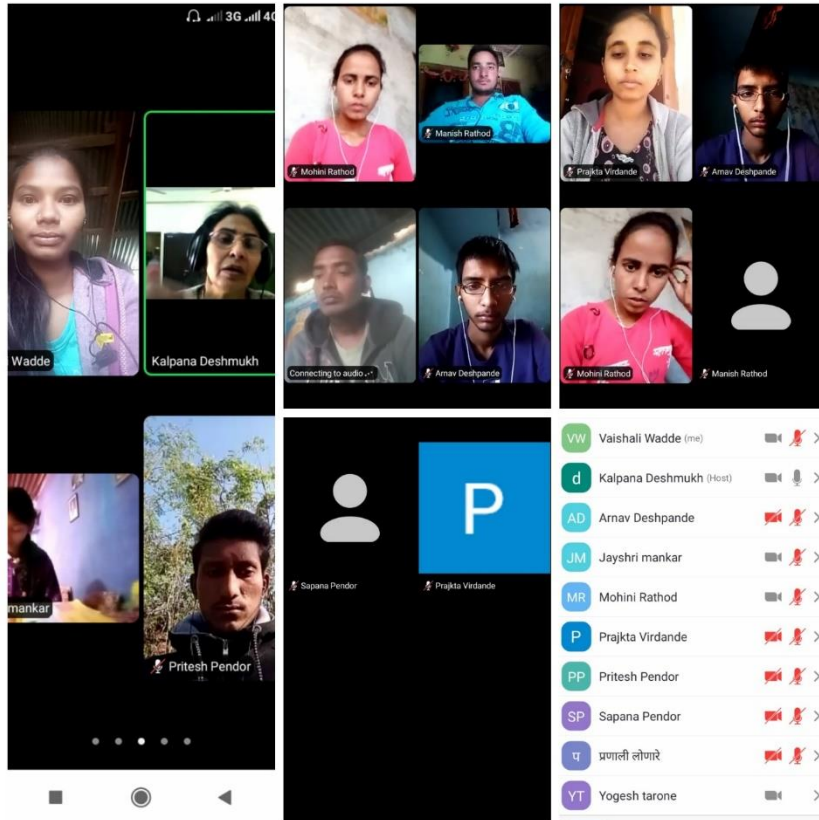 3G 4G
Wadde
Kalpana Deshmukh
mankar
Pritesh Pendor
Mohini Rathod
Manish Rathod
Connecting to audio
Arnav Deshpande
Prajkta Virdande
Arnav Deshpande
Mohini Rathod
Manish Rathod
Sapana Pendor
P
Prajkta Virdande
VW Vaishali Wadde (me)
d Kalpana Deshmukh (Host)
AD Arnav Deshpande
JM Jayshri mankar
MR Mohini Rathod
P Prajkta Virdande
PP Pritesh Pendor
SP Sapana Pendor
प प्रणाली लोणारे
YT Yogesh tarone